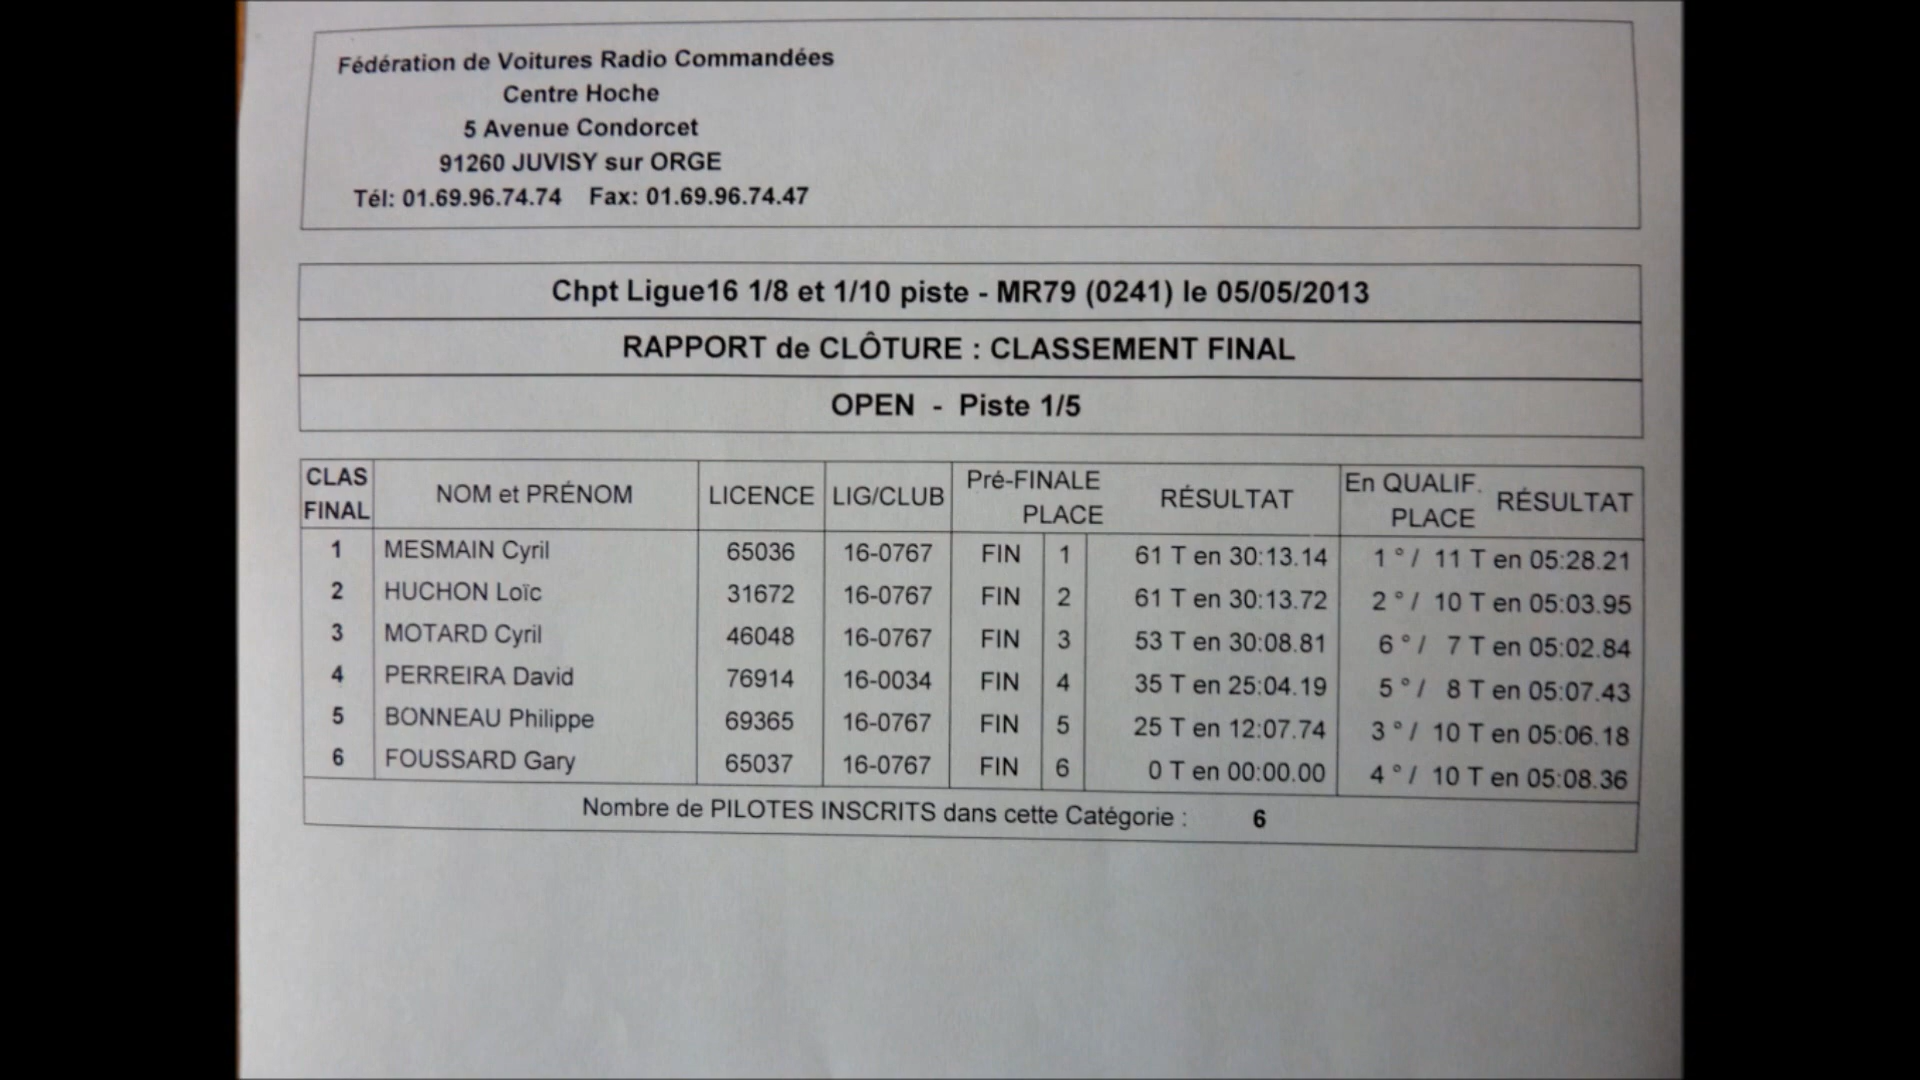 Fédération de Voitures Radio Commandées
Centre Hoche
5 Avenue Condorcet
91260 JUVISY sur ORGE
Tél: 01.69.96.74.74 Fax: 01.69.96.74.47
Chpt Ligue16 1/8 et 1/10 piste - MR79 (0241) le 05/05/2013
RAPPORT de CLÔTURE : CLASSEMENT FINAL
OPEN - Piste 1/5
CLAS FINAL NOM et PRÉNOM LICENCE LIG/CLUB Pré-FINALE PLACE RÉSULTAT En QUALIF. PLACE RÉSULTAT
1 MESMAIN Cyril 65036 16-0767 FIN 1 61 T en 30:13.14 1 ° / 11 T en 05:28.21
2 HUCHON Loïc 31672 16-0767 FIN 2 61 T en 30:13.72 2 ° / 10 T en 05:03.95
3 MOTARD Cyril 46048 16-0767 FIN 3 53 T en 30:08.81 6 ° / 7 T en 05:02.84
4 PERREIRA David 76914 16-0034 FIN 4 35 T en 25:04.19 5 ° / 8 T en 05:07.43
5 BONNEAU Philippe 69365 16-0767 FIN 5 25 T en 12:07.74 3 ° / 10 T en 05:06.18
6 FOUSSARD Gary 65037 16-0767 FIN 6 0 T en 00:00.00 4 ° / 10 T en 05:08.36
Nombre de PILOTES INSCRITS dans cette Catégorie : 6